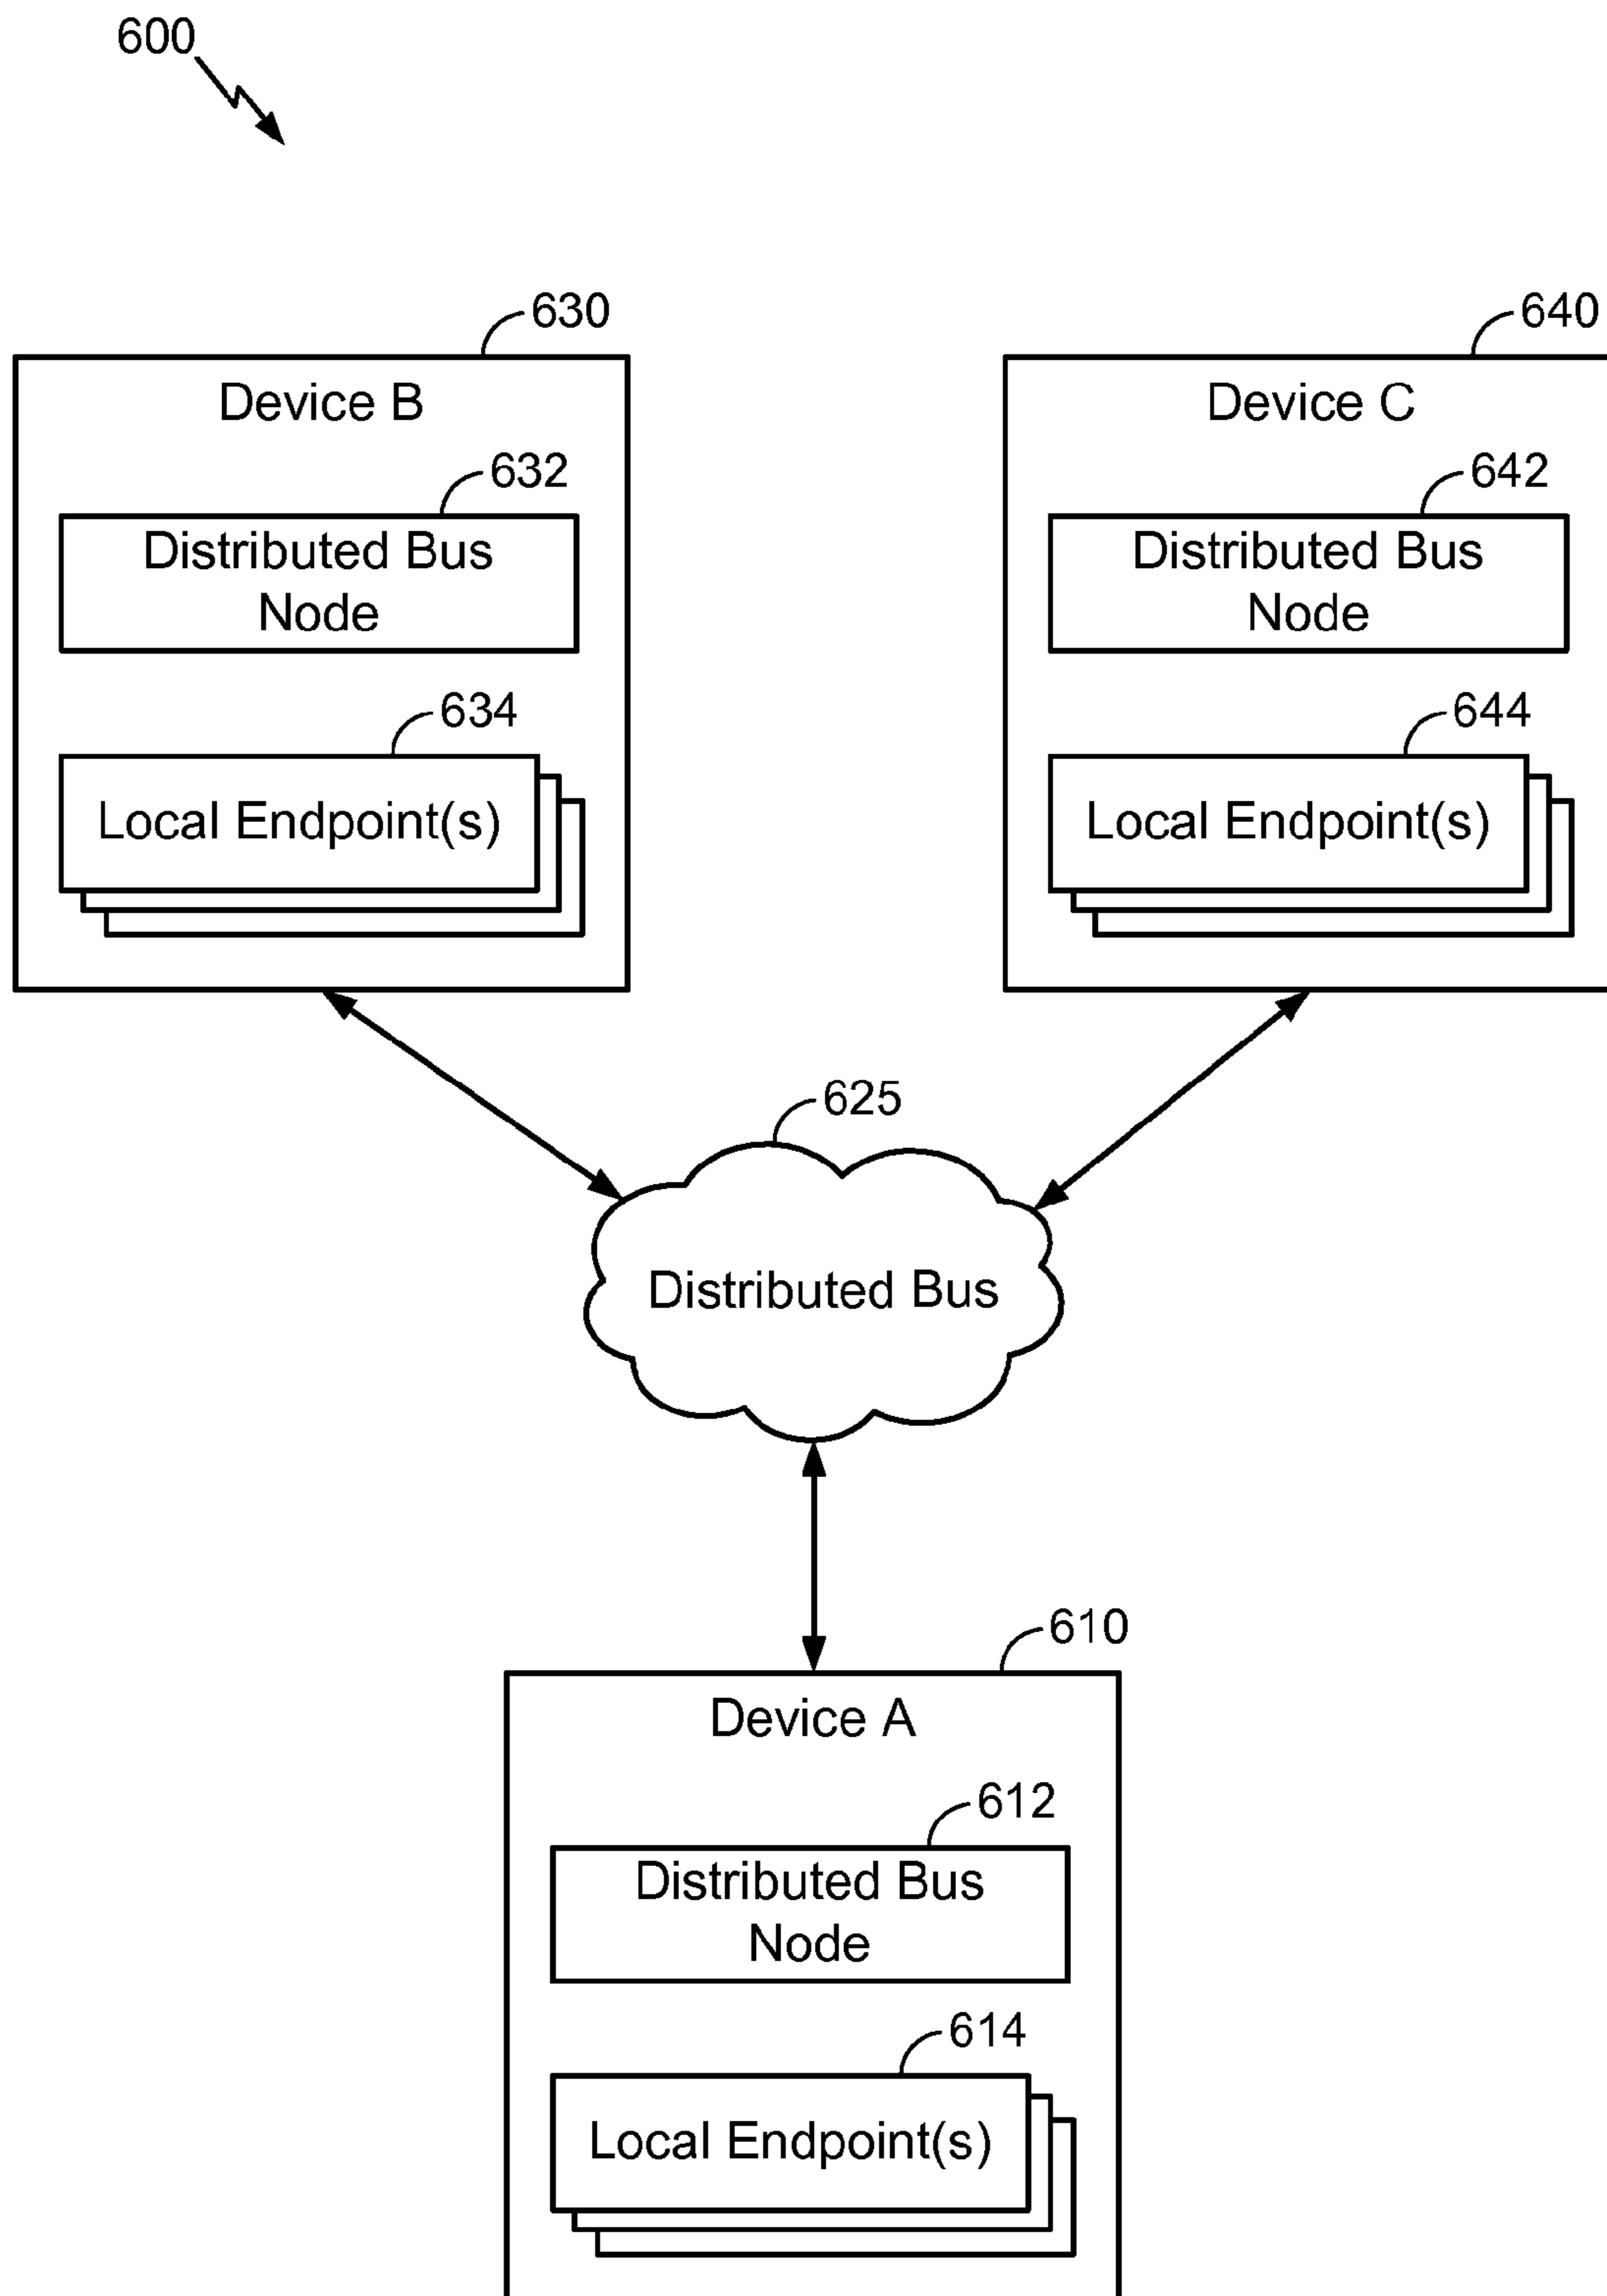 600
630
Device B
632
Distributed Bus
Node
634
Local Endpoint(s)
640
Device C
642
Distributed Bus
Node
644
Local Endpoint(s)
625
Distributed Bus
610
Device A
612
Distributed Bus
Node
614
Local Endpoint(s)